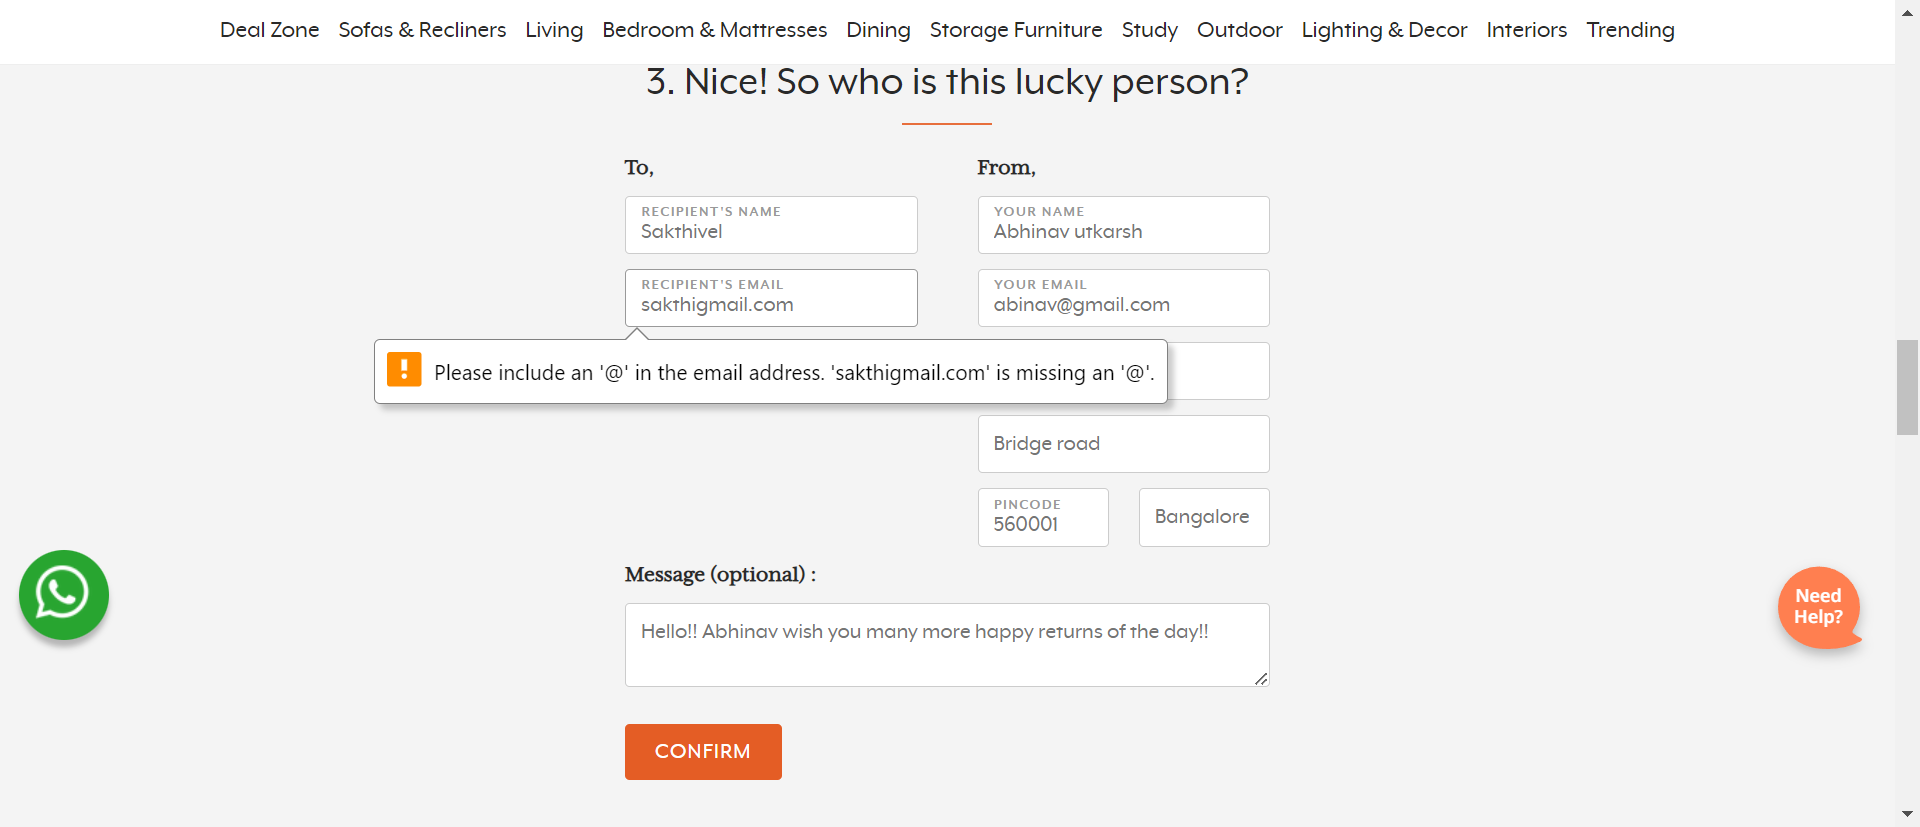 Deal Zone Sofas & Recliners Living Bedroom & Mattresses Dining Storage Furniture Study Outdoor Lighting & Decor Interiors Trending
3. Nice! So who is this lucky person?
To,
RECIPIENT'S NAME
Sakthivel
RECIPIENT'S EMAIL
sakthigmail.com
Please include an '@' in the email address. 'sakthigmail.com' is missing an '@'.
From,
YOUR NAME
Abhinav utkarsh
YOUR EMAIL
abinav@gmail.com
Bridge road
PINCODE
560001
Bangalore
Message (optional) :
Hello!! Abhinav wish you many more happy returns of the day!!
CONFIRM
Need
Help?